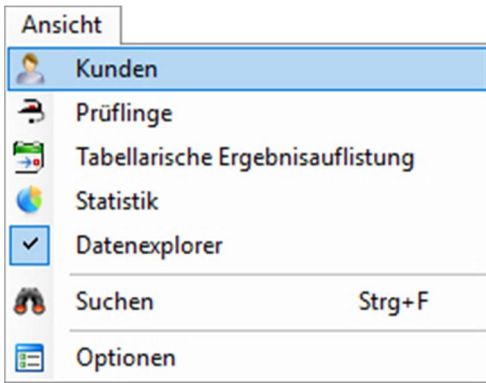 Ansicht
Kunden
Prüflinge
Tabellarische Ergebnisauflistung
Statistik
Datenexplorer
Suchen Strg+F
Optionen